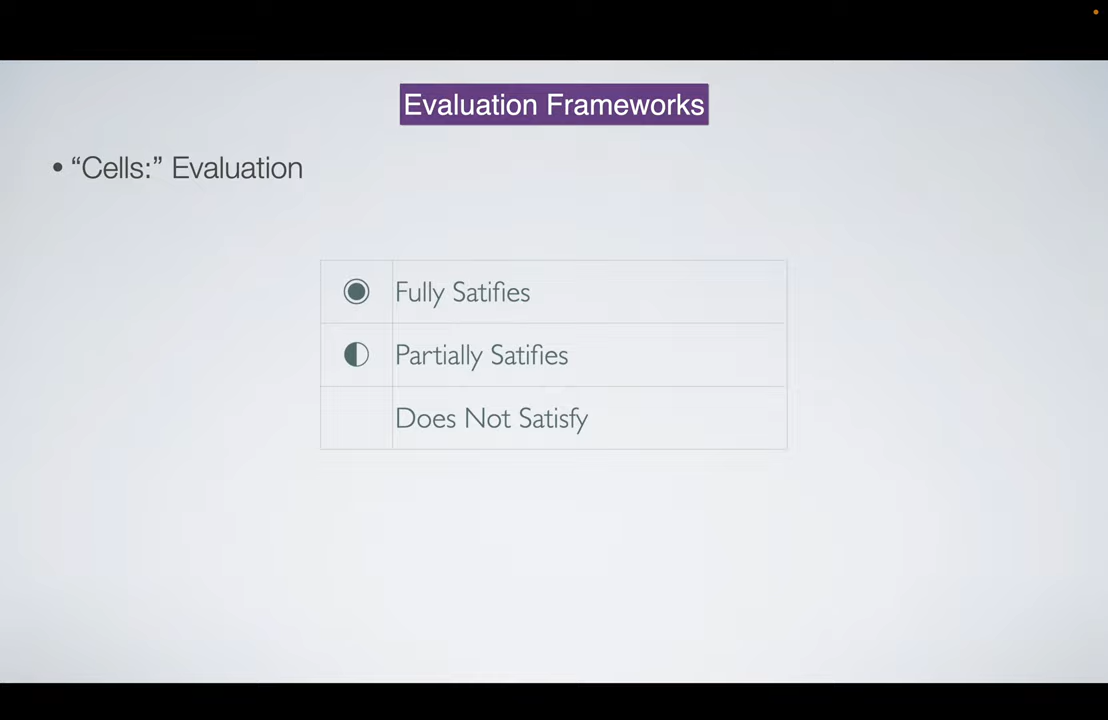 Evaluation Frameworks
• “Cells:” Evaluation
Fully Satifies
Partially Satifies
Does Not Satisfy